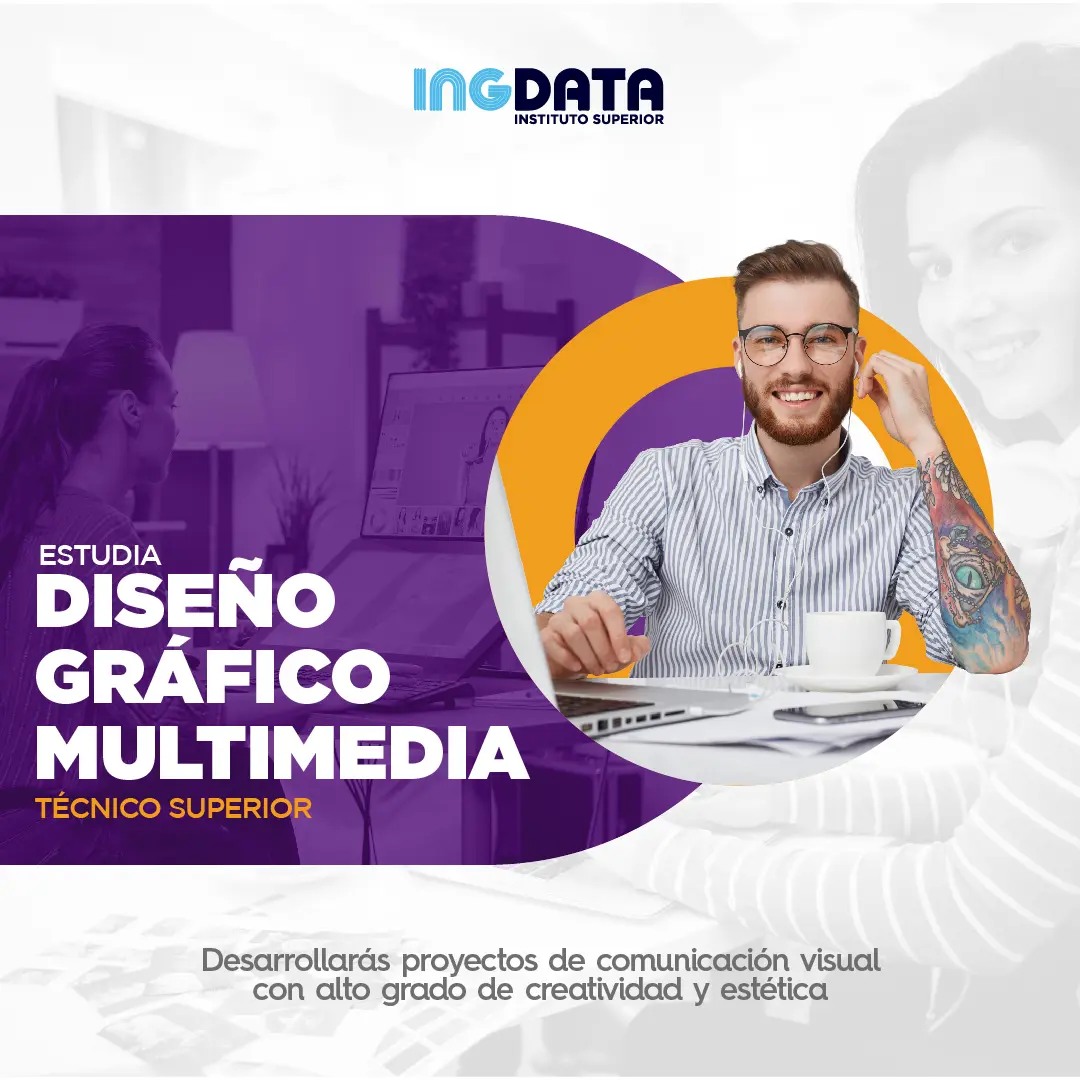 INGDATA
INSTITUTO SUPERIOR
ESTUDIA
DISEÑO
GRÁFICO
MULTIMEDIA
TÉCNICO SUPERIOR
Desarrollarás proyectos de comunicación visual
con alto grado de creatividad y estética